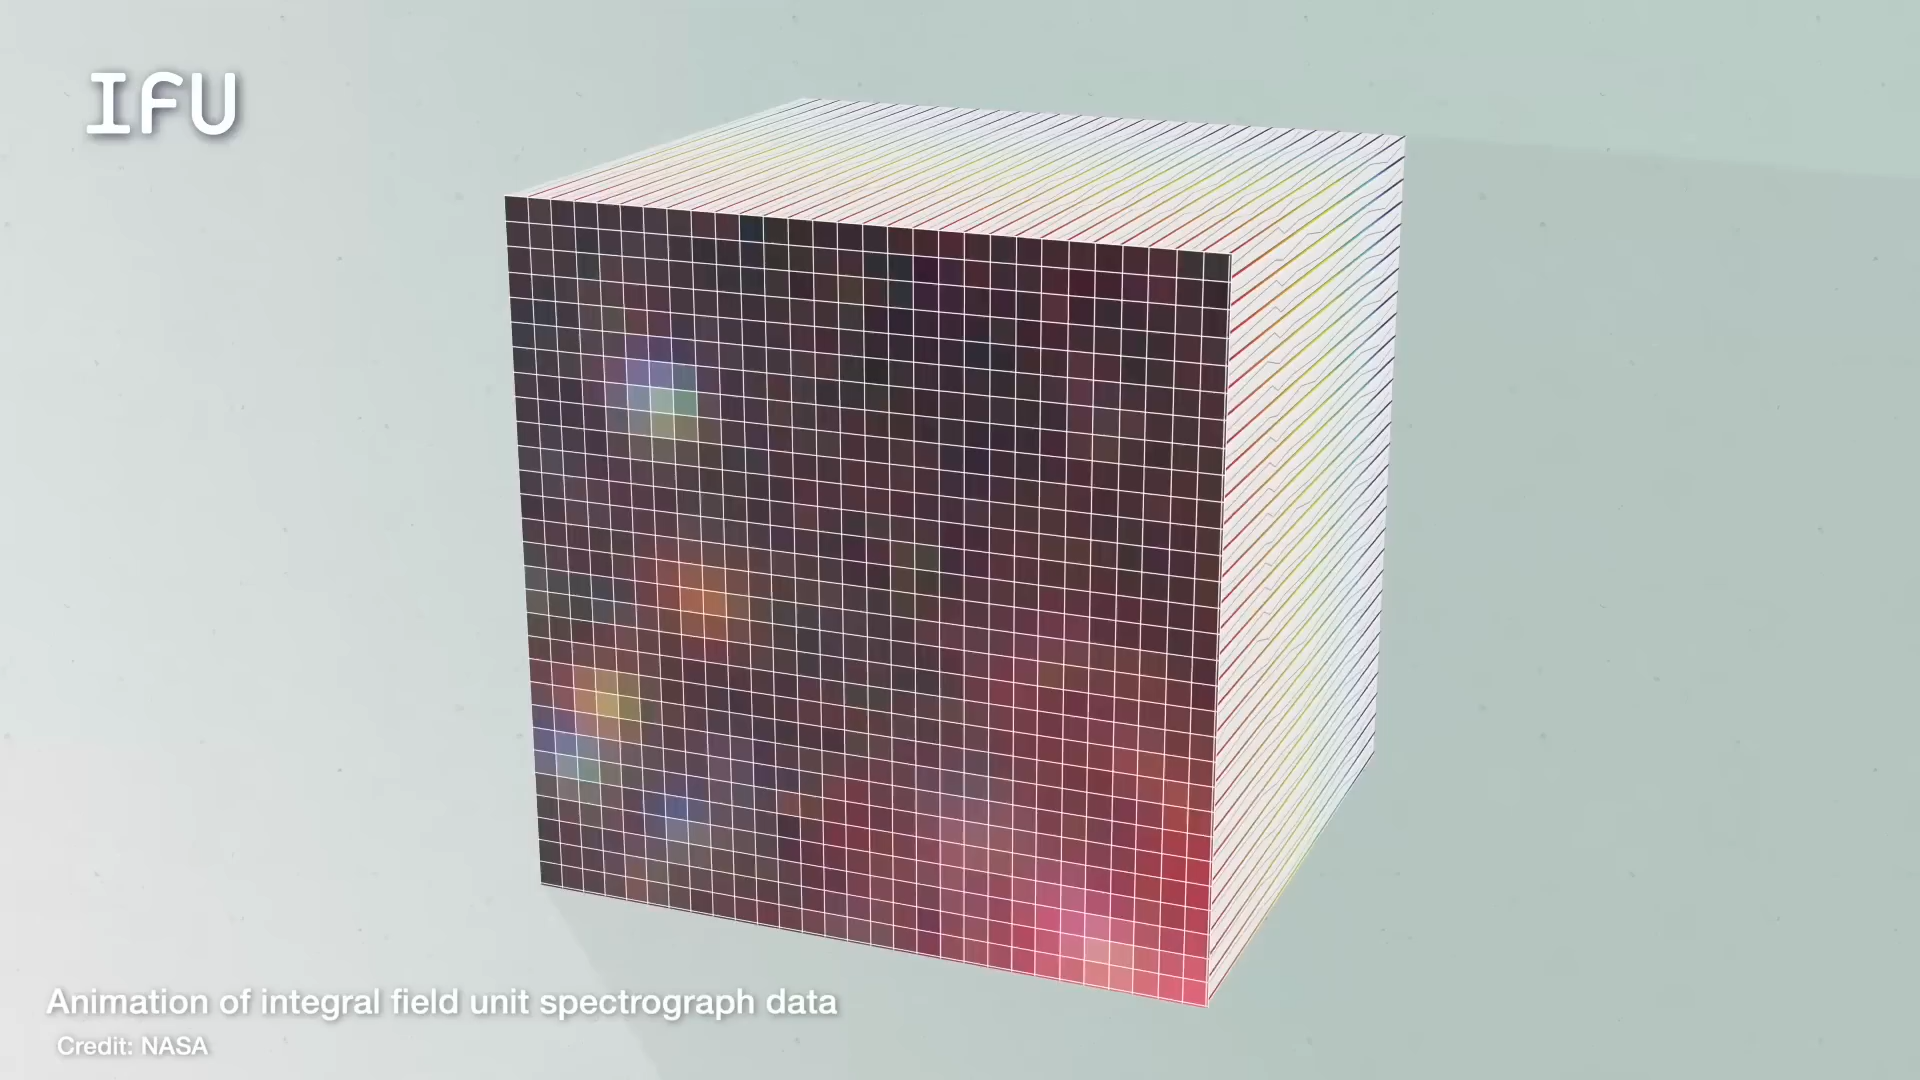 IFU
Animation of integral field unit spectrograph data
Credit: NASA